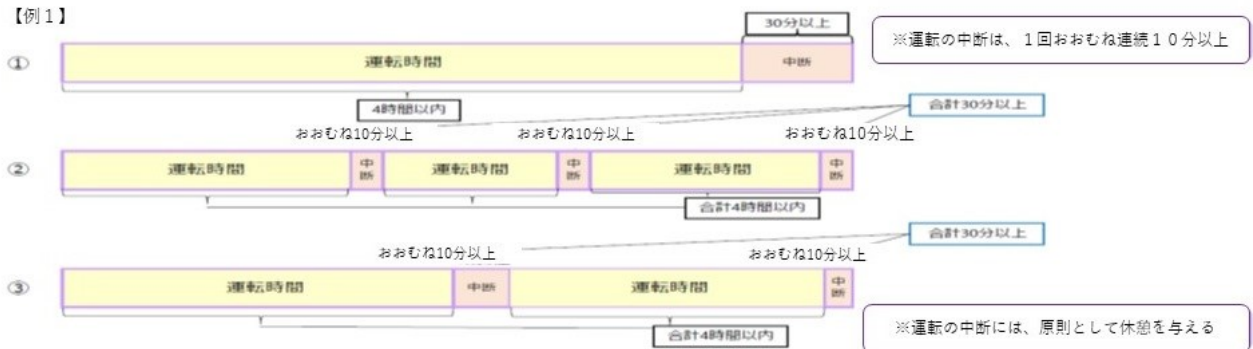 【例１】
30分以上
※運転の中断は、１回おおむね連続１０分以上
①
運転時間
中断
4時間以内
合計30分以上
おおむね10分以上
おおむね10分以上
おおむね10分以上
②
運転時間
中断
運転時間
中断
運転時間
中断
合計4時間以内
合計30分以上
おおむね10分以上
おおむね10分以上
③
運転時間
中断
運転時間
中断
※運転の中断には、原則として休憩を与える
合計4時間以内